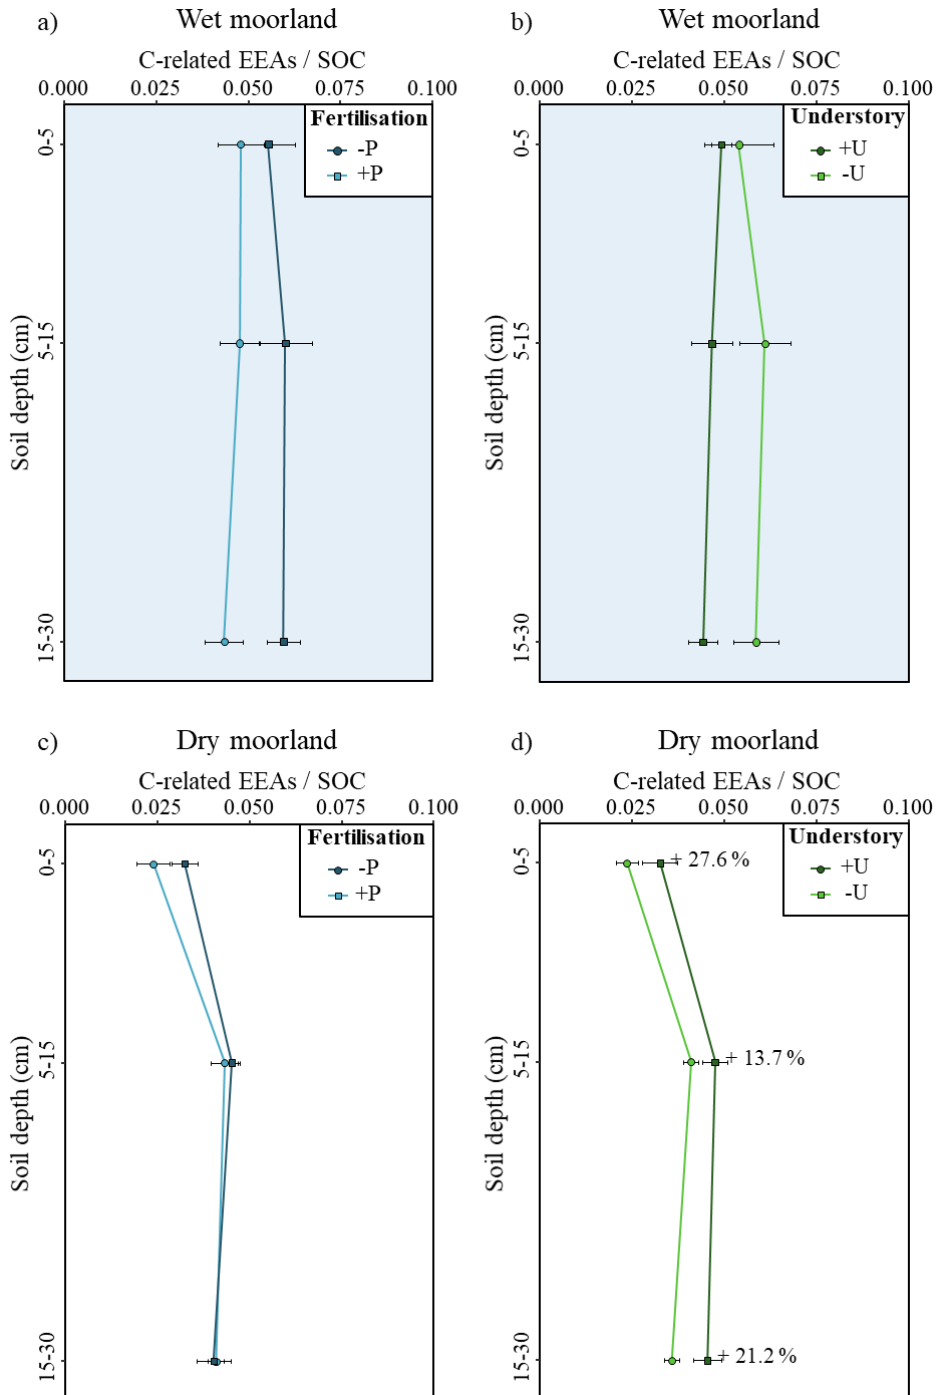 a) Wet moorland
C-related EEAs / SOC
0.000 0.025 0.050 0.075 0.100
Fertilisation
-P
+P
0-5
5-15
15-30
Soil depth (cm)
b) Wet moorland
C-related EEAs / SOC
0.000 0.025 0.050 0.075 0.100
Understory
+U
-U
0-5
5-15
15-30
Soil depth (cm)
c) Dry moorland
C-related EEAs / SOC
0.000 0.025 0.050 0.075 0.100
Fertilisation
-P
+P
0-5
5-15
15-30
Soil depth (cm)
d) Dry moorland
C-related EEAs / SOC
0.000 0.025 0.050 0.075 0.100
Understory
+U
-U
+ 27.6 %
+ 13.7 %
+ 21.2 %
0-5
5-15
15-30
Soil depth (cm)